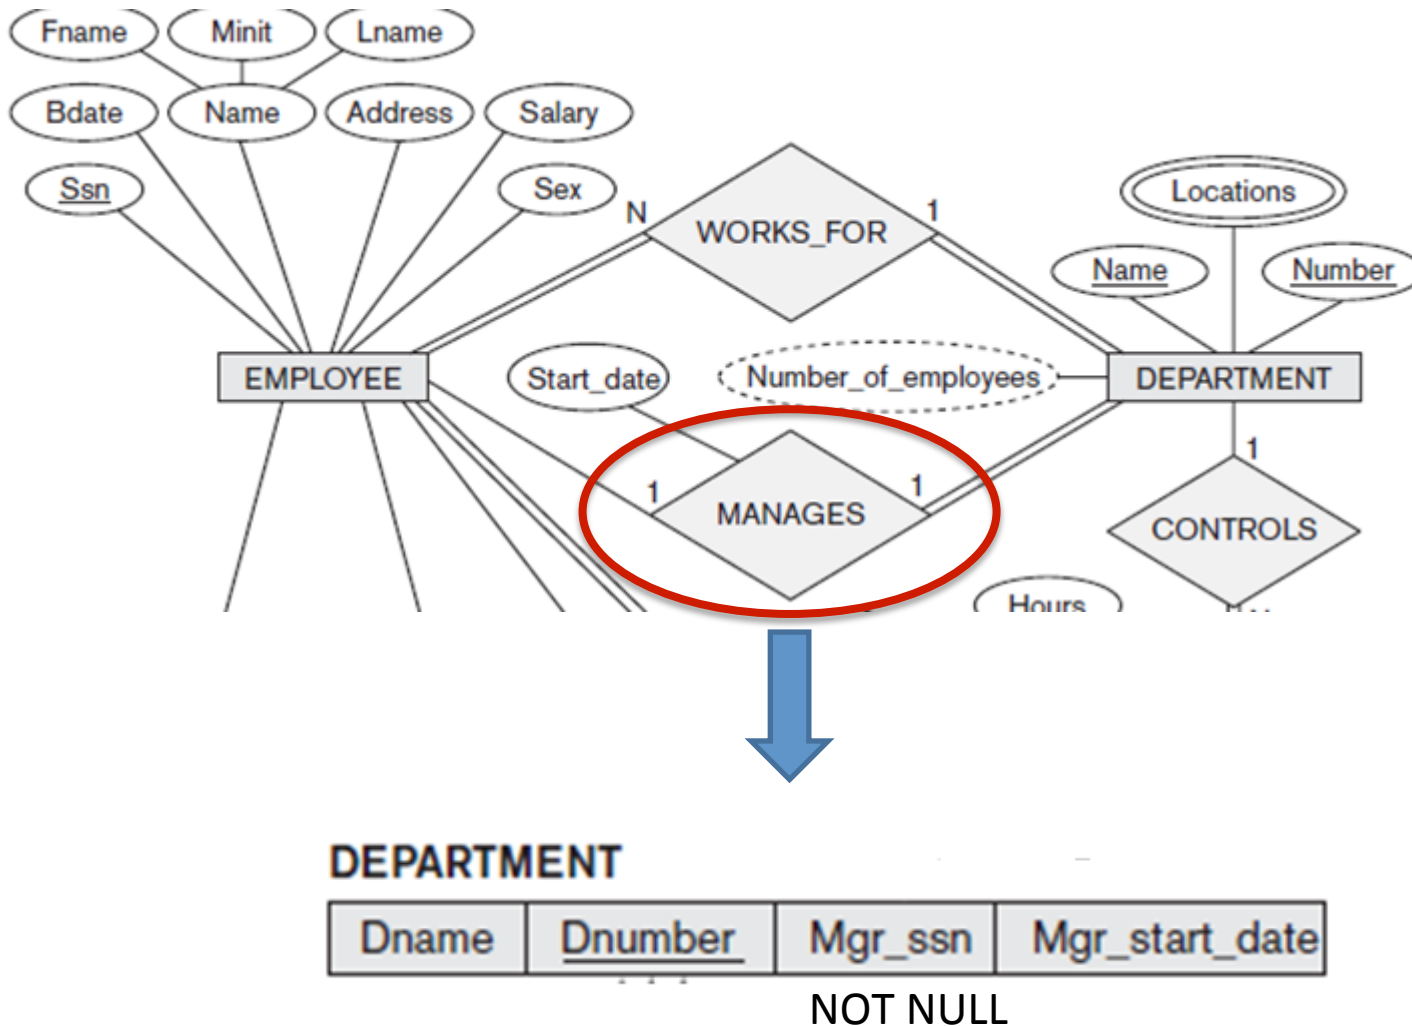 Fname Minit Lname
Bdate Name Address Salary
Ssn Sex
N WORKS_FOR 1
Locations
Name Number
EMPLOYEE Start_date Number_of_employees DEPARTMENT
1 MANAGES 1
1
CONTROLS
Hours
DEPARTMENT
Dname Dnumber Mgr_ssn Mgr_start_date
NOT NULL